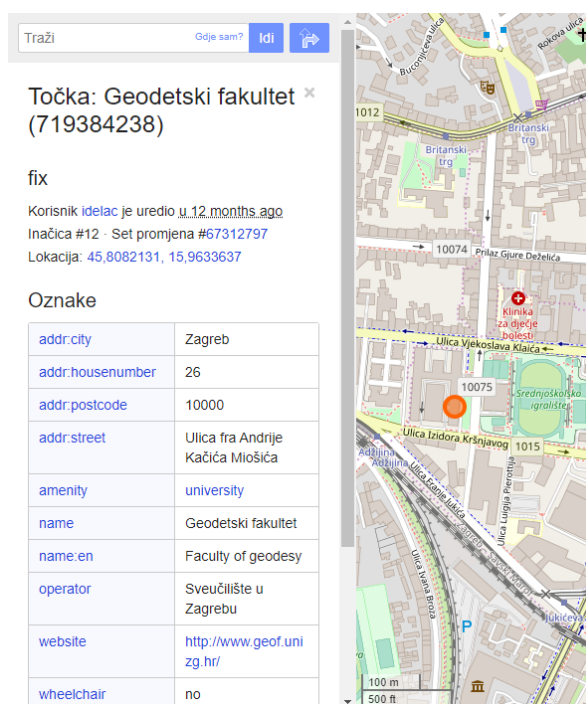 Traži
Gdje sam?
Idi
Točka: Geodetski fakultet
(719384238)
×
fix
Korisnik idelac je uredio u 12 months ago
Inačica #12 · Set promjena #67312797
Lokacija: 45,8082131, 15,9633637
Oznake
addr:city Zagreb
addr:housenumber 26
addr:postcode 10000
addr:street Ulica fra Andrije
Kačića Miošića
amenity university
name Geodetski fakultet
name:en Faculty of geodesy
operator Sveučilište u
Zagrebu
website http://www.geof.uni
zg.hr/
wheelchair no
Rokova ulica
Buconjićeva ulica
1012
Britanski
trg
Britanski
trg
10074
Prilaz Gjure Deželića
Klinika
za dječje
bolesti
Ulica Vjekoslava Klaića
10075
Srednjoškolsko
igralište
Ulica Izidora Kršnjavog
1015
Adžijina
Adžijina
Ulica Franje Jukića
Ulica Luigija Pierottija
Zagreb - Savski Marof
Ulica Ivana Broza
Jukićeva
P
100 m
500 ft